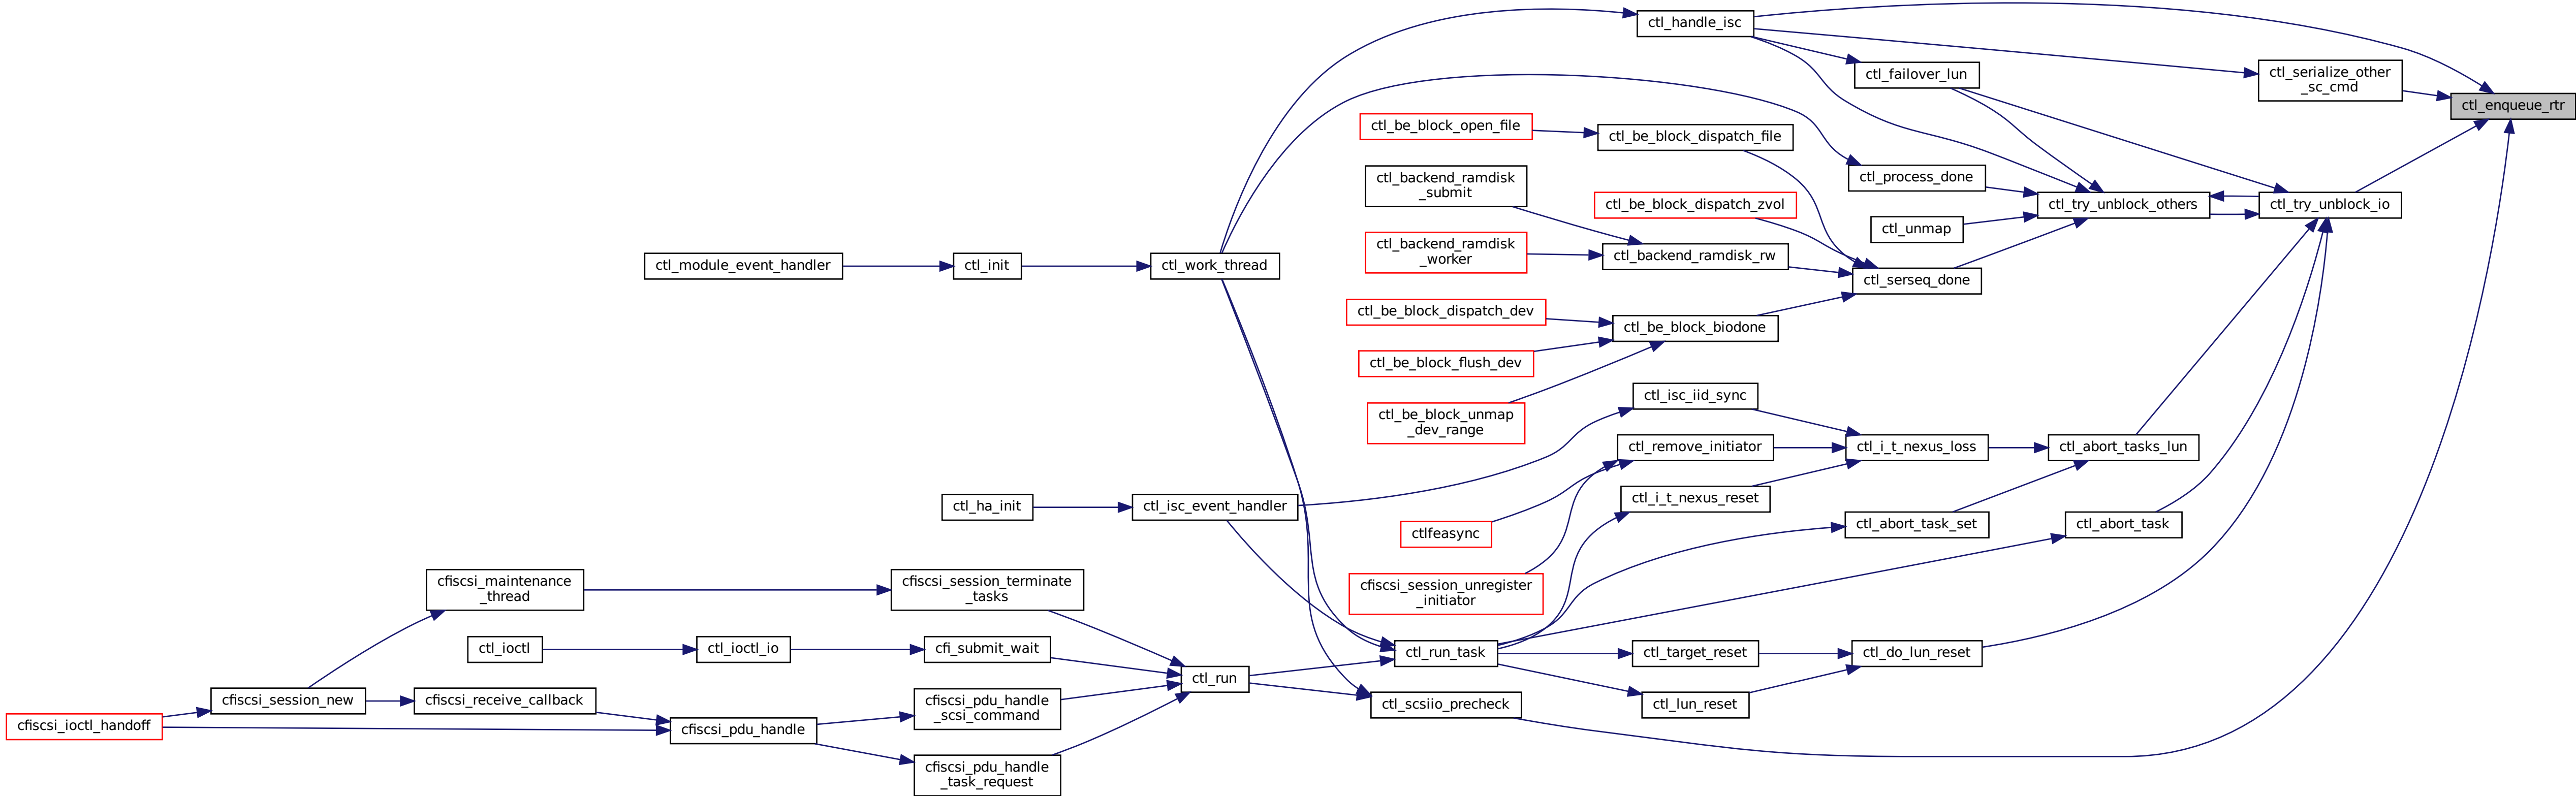 ctl_handle_isc
ctl_failover_lun
ctl_serialize_other
_sc_cmd
ctl_enqueue_rtr
ctl_be_block_open_file
ctl_be_block_dispatch_file
ctl_backend_ramdisk
_submit
ctl_process_done
ctl_be_block_dispatch_zvol
ctl_try_unblock_others
ctl_try_unblock_io
ctl_unmap
ctl_backend_ramdisk
_worker
ctl_backend_ramdisk_rw
ctl_module_event_handler
ctl_init
ctl_work_thread
ctl_serseq_done
ctl_be_block_dispatch_dev
ctl_be_block_biodone
ctl_be_block_flush_dev
ctl_isc_iid_sync
ctl_be_block_unmap
_dev_range
ctl_remove_initiator
ctl_i_t_nexus_loss
ctl_abort_tasks_lun
ctl_i_t_nexus_reset
ctl_ha_init
ctl_isc_event_handler
ctlfeasync
ctl_abort_task_set
ctl_abort_task
cfiscsi_maintenance
_thread
cfiscsi_session_terminate
_tasks
cfiscsi_session_unregister
_initiator
ctl_ioctl
ctl_ioctl_io
cfi_submit_wait
ctl_run_task
ctl_target_reset
ctl_do_lun_reset
ctl_run
cfiscsi_session_new
cfiscsi_receive_callback
cfiscsi_pdu_handle
_scsi_command
ctl_scsiio_precheck
ctl_lun_reset
cfiscsi_ioctl_handoff
cfiscsi_pdu_handle
cfiscsi_pdu_handle
_task_request